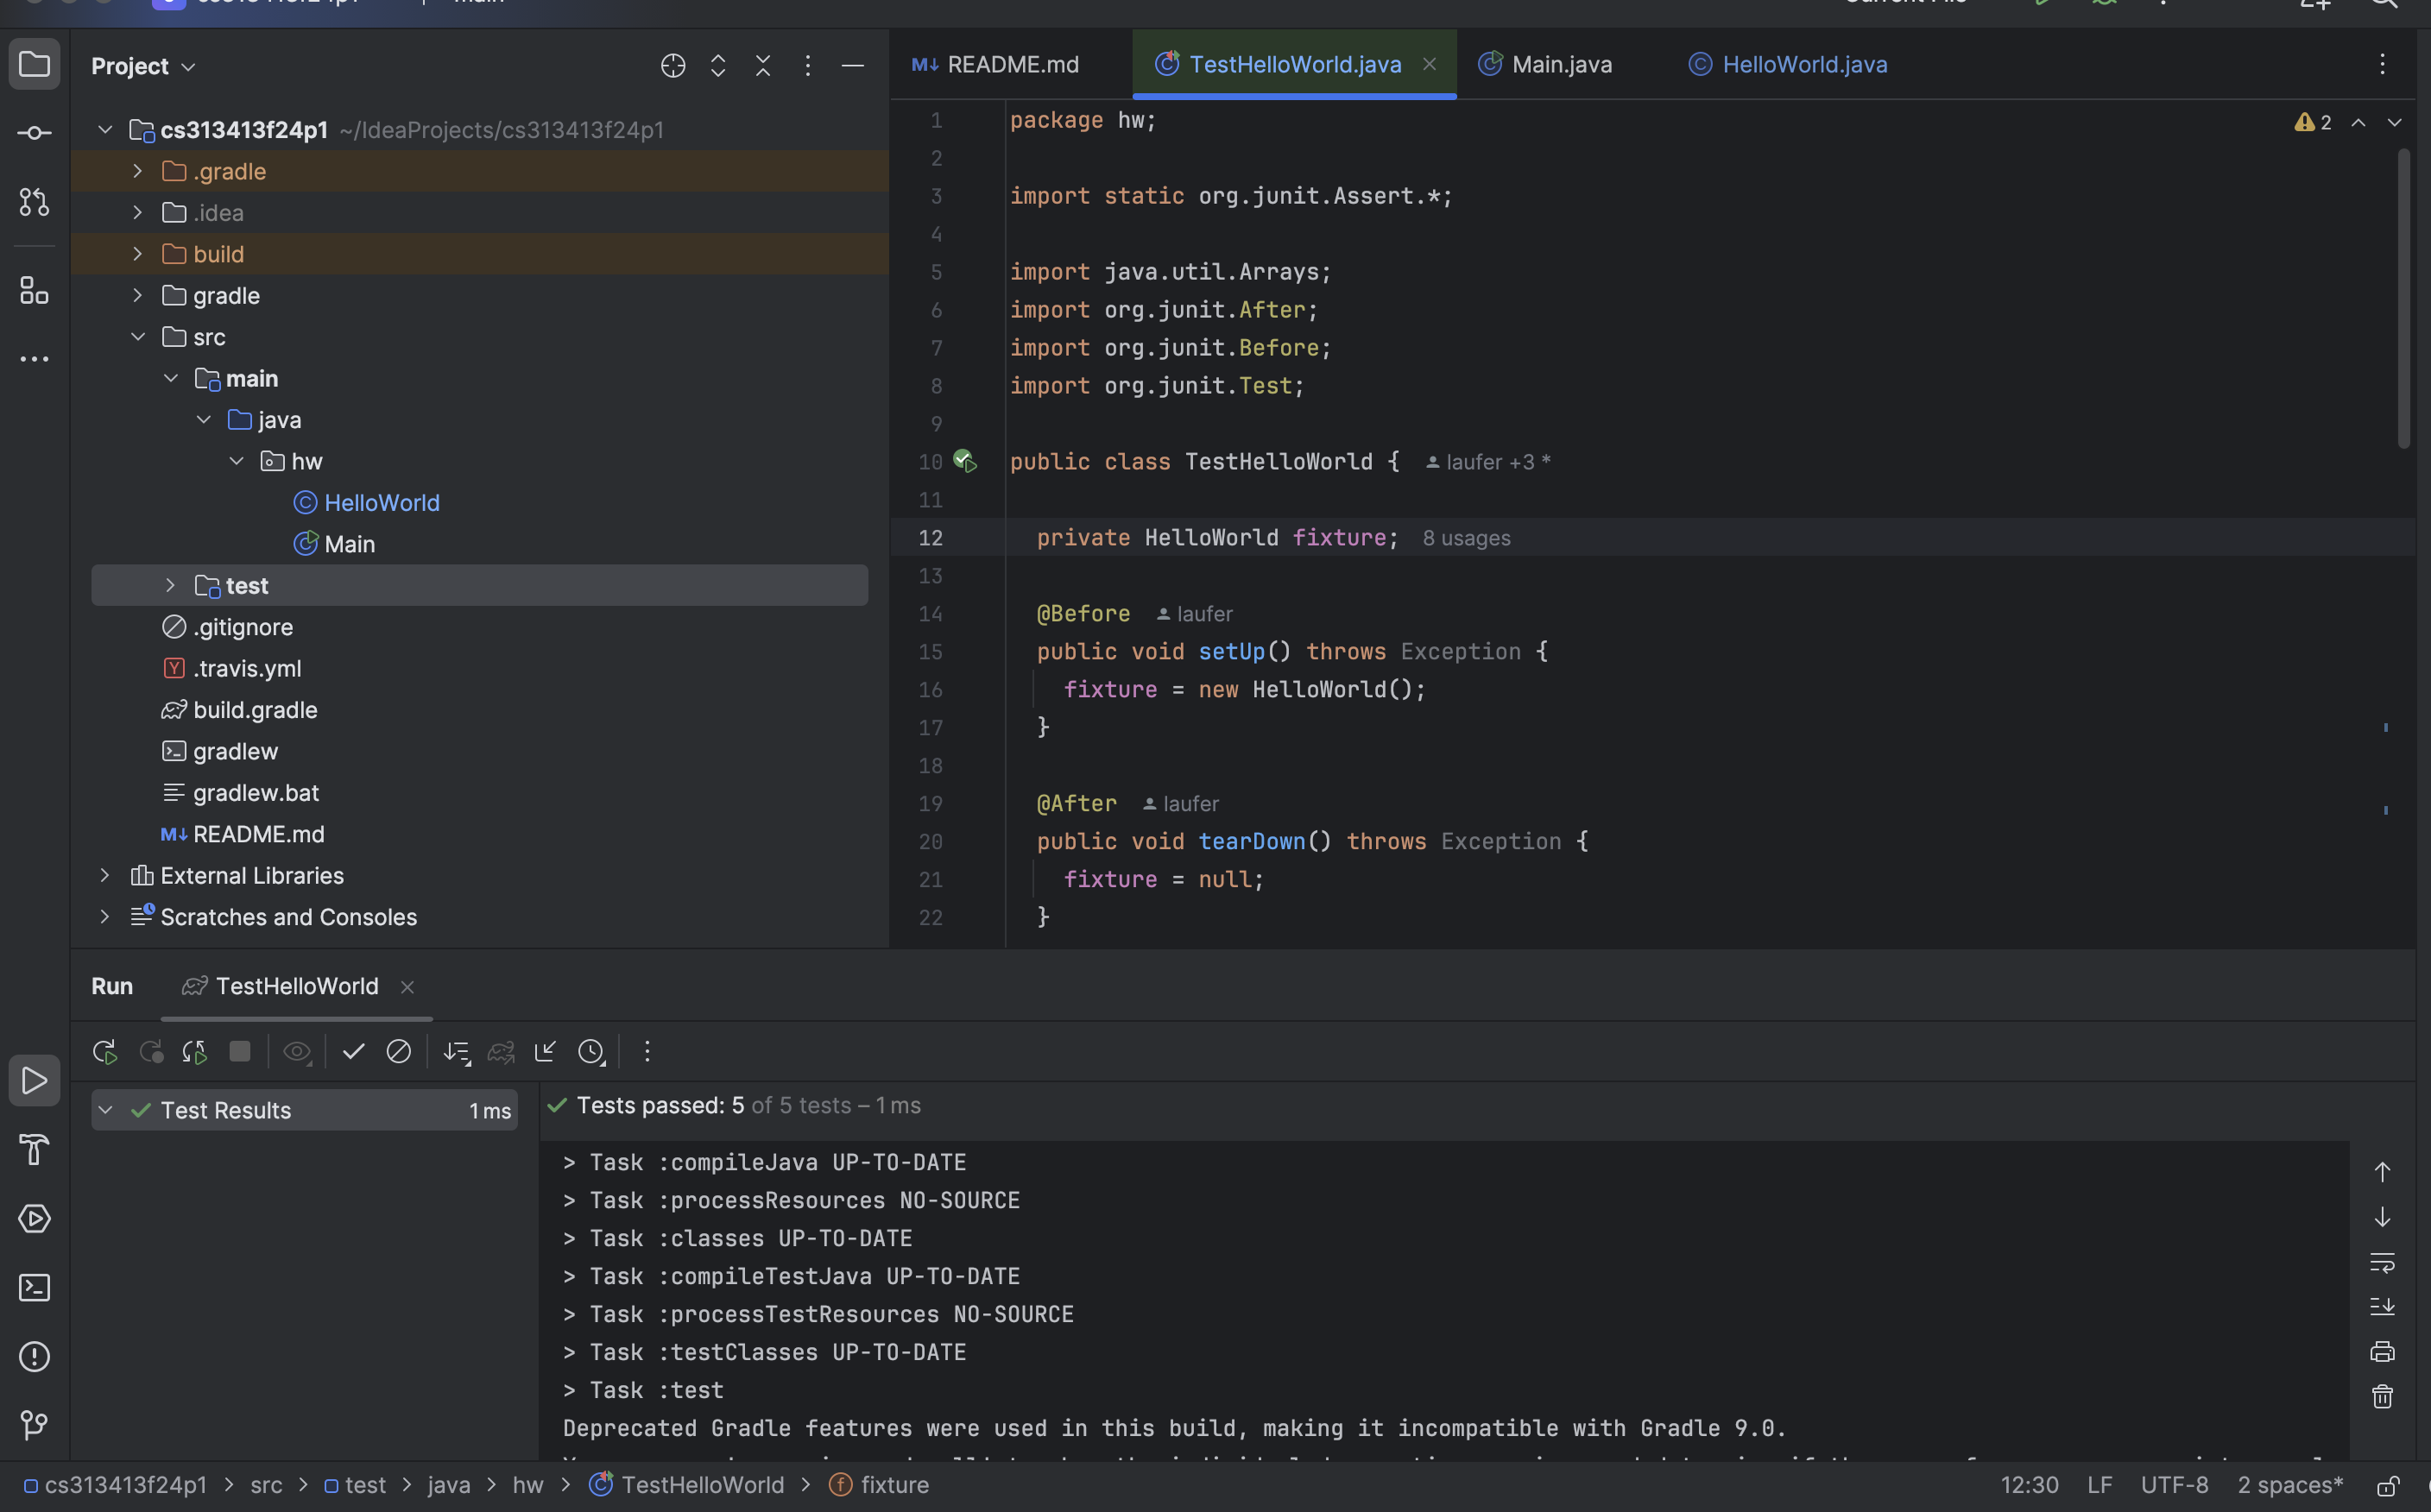 Project
cs313413f24p1 ~/IdeaProjects/cs313413f24p1
.gradle
.idea
build
gradle
src
main
java
hw
HelloWorld
Main
test
.gitignore
.travis.yml
build.gradle
gradlew
gradlew.bat
M↓ README.md
External Libraries
Scratches and Consoles
M↓ README.md TestHelloWorld.java Main.java HelloWorld.java
2
1 package hw;
2
3 import static org.junit.Assert.*;
4
5 import java.util.Arrays;
6 import org.junit.After;
7 import org.junit.Before;
8 import org.junit.Test;
9
10 public class TestHelloWorld { laufer +3 *
11
12 private HelloWorld fixture; 8 usages
13
14 @Before laufer
15 public void setUp() throws Exception {
16 fixture = new HelloWorld();
17 }
18
19 @After laufer
20 public void tearDown() throws Exception {
21 fixture = null;
22 }
Run TestHelloWorld
Test Results 1 ms
Tests passed: 5 of 5 tests – 1 ms
> Task :compileJava UP-TO-DATE
> Task :processResources NO-SOURCE
> Task :classes UP-TO-DATE
> Task :compileTestJava UP-TO-DATE
> Task :processTestResources NO-SOURCE
> Task :testClasses UP-TO-DATE
> Task :test
Deprecated Gradle features were used in this build, making it incompatible with Gradle 9.0.
cs313413f24p1 > src > test > java > hw > TestHelloWorld > fixture
12:30 LF UTF-8 2 spaces*